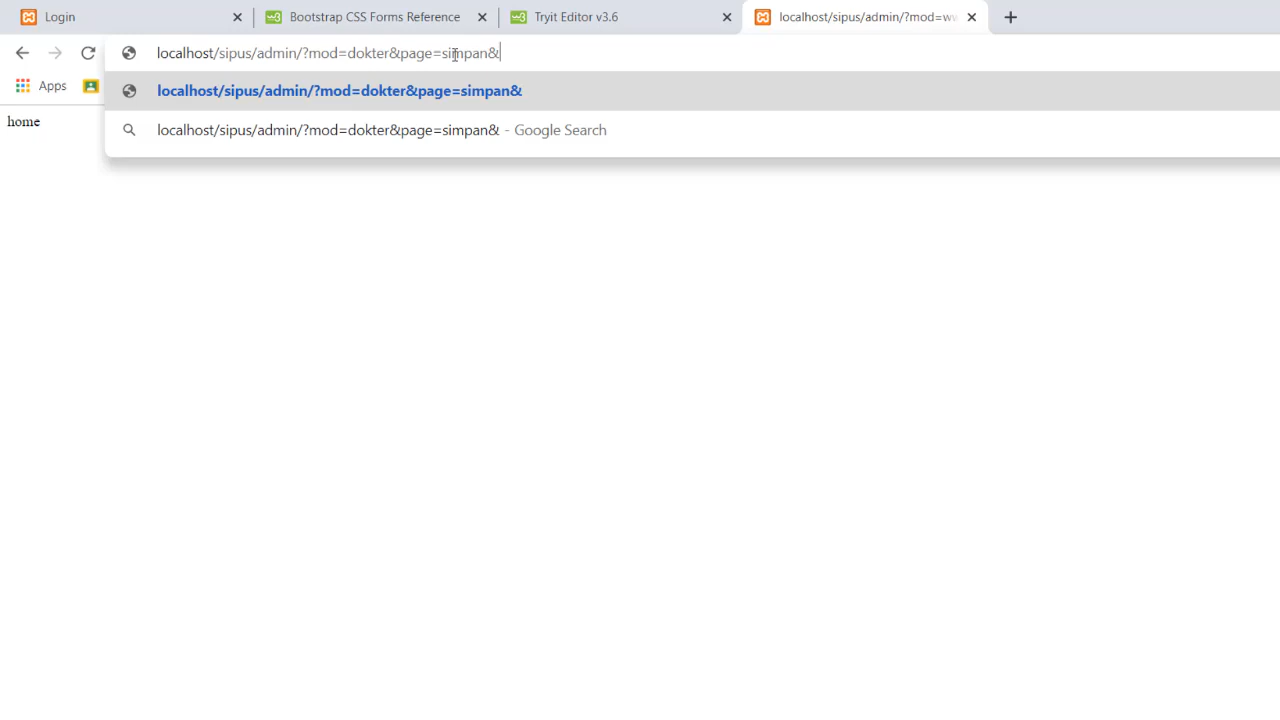 Login
Bootstrap CSS Forms Reference
Tryit Editor v3.6
localhost/sipus/admin/?mod=ww
localhost/sipus/admin/?mod=dokter&page=simpan&
Apps
localhost/sipus/admin/?mod=dokter&page=simpan&
home
localhost/sipus/admin/?mod=dokter&page=simpan& - Google Search